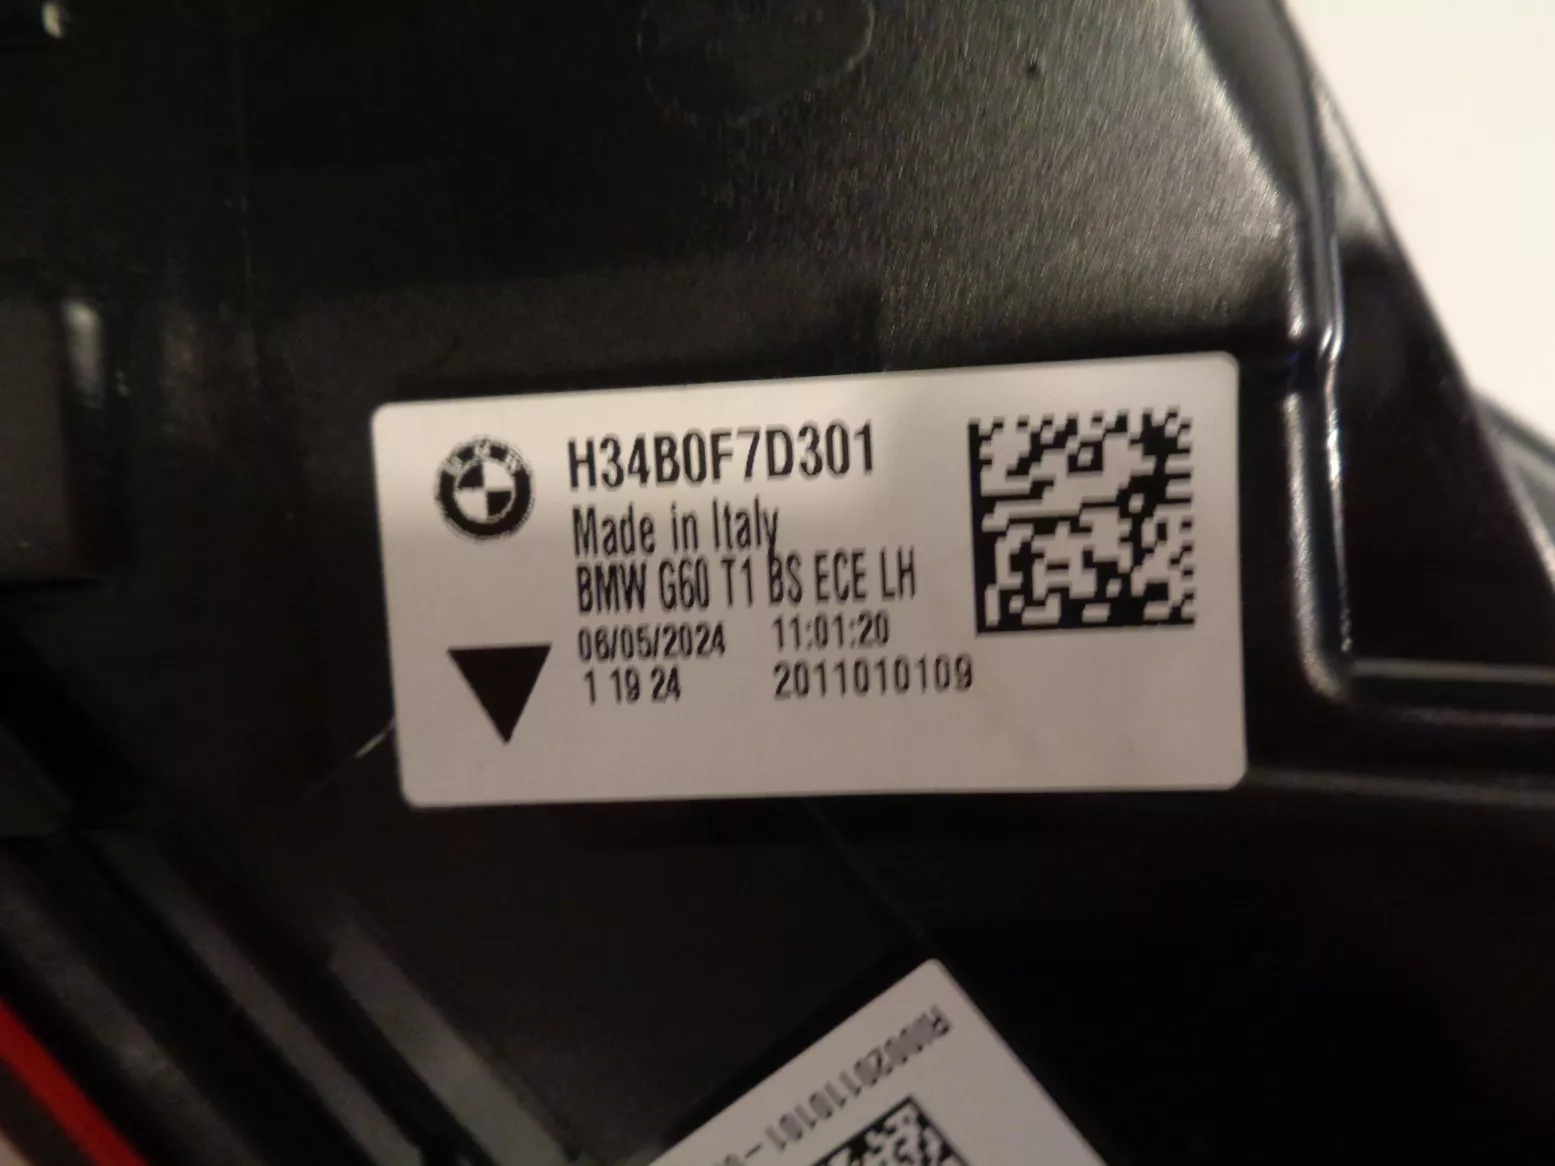 BMW
H34B0F7D301
Made in Italy
BMW G60 T1 BS ECE LH
06/05/2024 11:01:20
1 19 24 2011010109